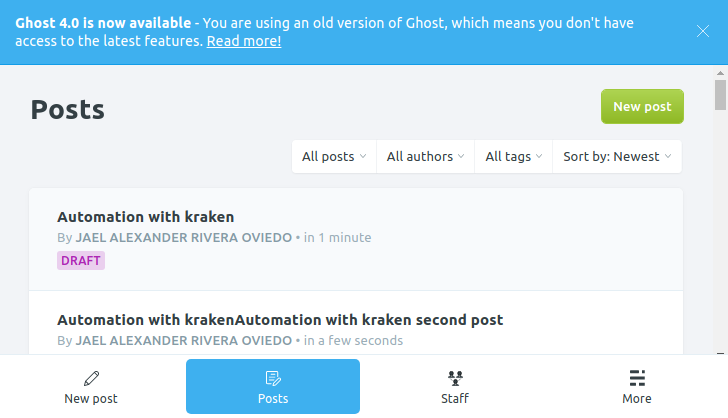 Ghost 4.0 is now available - You are using an old version of Ghost, which means you don't have
access to the latest features. Read more!
Posts
New post
All posts
All authors
All tags
Sort by: Newest
Automation with kraken
By JAEL ALEXANDER RIVERA OVIEDO • in 1 minute
DRAFT
Automation with krakenAutomation with kraken second post
By JAEL ALEXANDER RIVERA OVIEDO • in a few seconds
New post
Posts
Staff
More